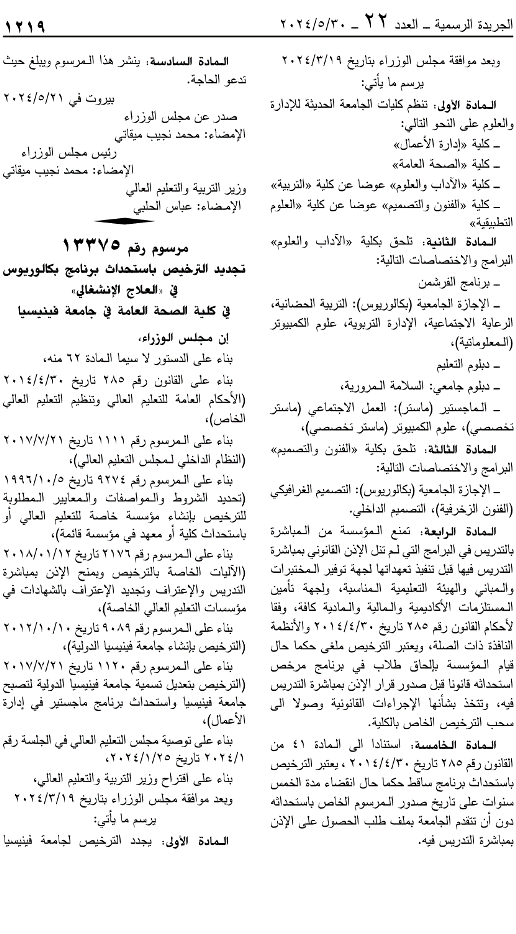 الجريدة الرسمية ــ العدد ٢٢ ــ ٢٠٢٤/٥/٣٠
١٢١٩
وبعد موافقة مجلس الوزراء بتاريخ ٢٠٢٤/٣/١٩
يرسم ما يأتي:
المادة الأولى: تنظم كليات الجامعة الحديثة للإدارة
والعلوم على النحو التالي:
ــ كلية «إدارة الأعمال»
ــ كلية «الصحة العامة»
ــ كلية «الآداب والعلوم» عوضا عن كلية «التربية»
ــ كلية «الفنون والتصميم» عوضا عن كلية «العلوم
التطبيقية»
المادة الثانية: تلحق بكلية «الآداب والعلوم»
البرامج والاختصاصات التالية:
ــ برنامج الفرشمن
ــ الإجازة الجامعية (بكالوريوس): التربية الحضانية،
الرعاية الاجتماعية، الإدارة التربوية، علوم الكمبيوتر
(المعلوماتية)،
ــ دبلوم التعليم
ــ دبلوم جامعي: السلامة المرورية،
ــ الماجستير (ماستر): العمل الاجتماعي (ماستر
تخصصي)، علوم الكمبيوتر (ماستر تخصصي)،
المادة الثالثة: تلحق بكلية «الفنون والتصميم»
البرامج والاختصاصات التالية:
ــ الإجازة الجامعية (بكالوريوس): التصميم الغرافيكي
(الفنون الزخرفية)، التصميم الداخلي.
المادة الرابعة: تمنع المؤسسة من المباشرة
بالتدريس في البرامج التي لم تنل الإذن القانوني بمباشرة
التدريس فيها قبل تنفيذ تعهداتها لجهة توفير المختبرات
والمباني والهيئة التعليمية المناسبة، ولجهة تأمين
المستلزمات الأكاديمية والمالية والمادية كافة، وفقا
لأحكام القانون رقم ٢٨٥ تاريخ ٢٠١٤/٤/٣٠ والأنظمة
النافذة ذات الصلة، ويعتبر الترخيص ملغى حكما حال
قيام المؤسسة بإلحاق طلاب في برنامج مرخص
استحداثه قانونا قبل صدور قرار الإذن بمباشرة التدريس
فيه، وتتخذ بشأنها الإجراءات القانونية وصولا الى
سحب الترخيص الخاص بالكلية.
المادة الخامسة: استنادا الى المادة ٤١ من
القانون رقم ٢٨٥ تاريخ ٢٠١٤/٤/٣٠ ، يعتبر الترخيص
باستحداث برنامج ساقط حكما حال انقضاء مدة الخمس
سنوات على تاريخ صدور المرسوم الخاص باستحداثه
دون أن تتقدم الجامعة بملف طلب الحصول على الإذن
بمباشرة التدريس فيه.
المادة السادسة: ينشر هذا المرسوم ويبلغ حيث
تدعو الحاجة.
بيروت في ٢٠٢٤/٥/٢١
صدر عن مجلس الوزراء
الإمضاء: محمد نجيب ميقاتي
رئيس مجلس الوزراء
الإمضاء: محمد نجيب ميقاتي
وزير التربية والتعليم العالي
الإمضاء: عباس الحلبي
مرسوم رقم ١٣٣٧٥
تجديد الترخيص باستحداث برنامج بكالوريوس
في «العلاج الإنشغالي»
في كلية الصحة العامة في جامعة فينيسيا
إن مجلس الوزراء،
بناء على الدستور لا سيما المادة ٦٢ منه،
بناء على القانون رقم ٢٨٥ تاريخ ٢٠١٤/٤/٣٠
(الأحكام العامة للتعليم العالي وتنظيم التعليم العالي
الخاص)،
بناء على المرسوم رقم ١١١١ تاريخ ٢٠١٧/٧/٢١
(النظام الداخلي لمجلس التعليم العالي)،
بناء على المرسوم رقم ٩٢٧٤ تاريخ ١٩٩٦/١٠/٥
(تحديد الشروط والمواصفات والمعايير المطلوبة
للترخيص بإنشاء مؤسسة خاصة للتعليم العالي أو
باستحداث كلية أو معهد في مؤسسة قائمة)،
بناء على المرسوم رقم ٢١٧٦ تاريخ ٢٠١٨/٠١/١٢
(الآليات الخاصة بالترخيص وبمنح الإذن بمباشرة
التدريس والإعتراف وتجديد الإعتراف بالشهادات في
مؤسسات التعليم العالي الخاصة)،
بناء على المرسوم رقم ٩٠٨٩ تاريخ ٢٠١٢/١٠/١٠
(الترخيص بإنشاء جامعة فينيسيا الدولية)،
بناء على المرسوم رقم ١١٢٠ تاريخ ٢٠١٧/٧/٢١
(الترخيص بتعديل تسمية جامعة فينيسيا الدولية لتصبح
جامعة فينيسيا واستحداث برنامج ماجستير في إدارة
الأعمال)،
بناء على توصية مجلس التعليم العالي في الجلسة رقم
٢٠٢٤/١ تاريخ ٢٠٢٤/١/٢٥،
بناء على اقتراح وزير التربية والتعليم العالي،
وبعد موافقة مجلس الوزراء بتاريخ ٢٠٢٤/٣/١٩
يرسم ما يأتي:
المادة الأولى: يجدد الترخيص لجامعة فينيسيا